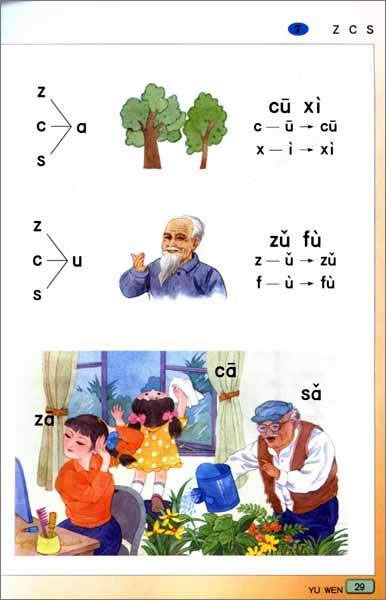 7 Z C S
z
c a
s
cū xì
c — ū → cū
x — ì → xì
z
c u
s
zǔ fù
z — ǔ → zǔ
f — ù → fù
cā
sǎ
zā
YU WEN 29